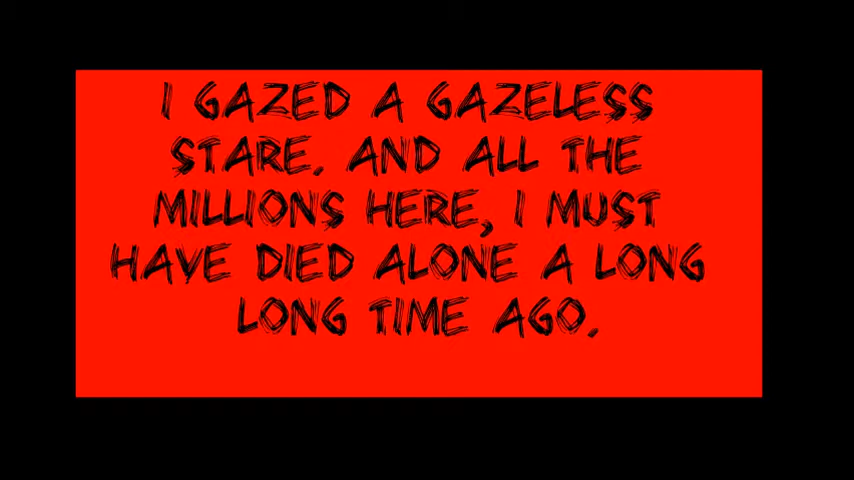 I GAZED A GAZELESS
STARE. AND ALL THE
MILLIONS HERE, I MUST
HAVE DIED ALONE A LONG
LONG TIME AGO.